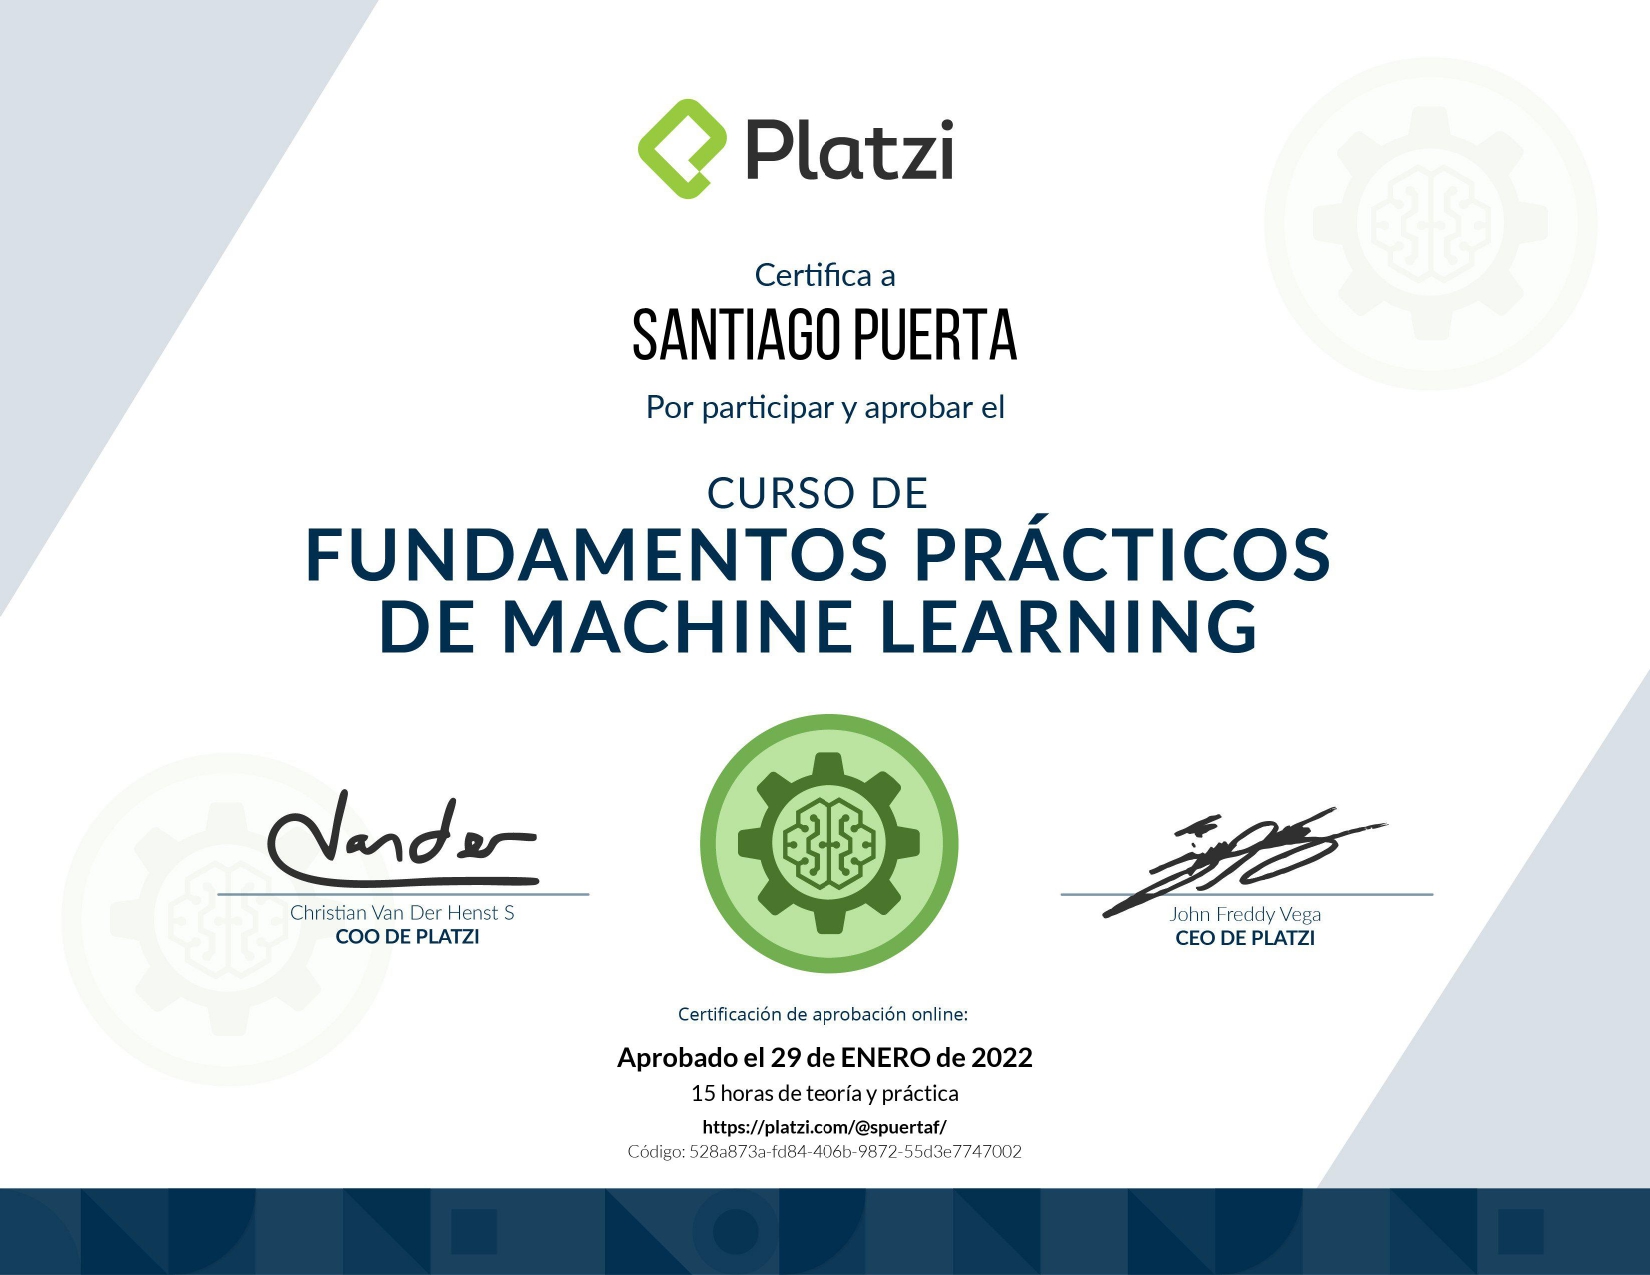 Platzi
Certifica a
SANTIAGO PUERTA
Por participar y aprobar el
CURSO DE
FUNDAMENTOS PRÁCTICOS
DE MACHINE LEARNING
Vander
Christian Van Der Henst S
COO DE PLATZI
John Freddy Vega
CEO DE PLATZI
Certificación de aprobación online:
Aprobado el 29 de ENERO de 2022
15 horas de teoría y práctica
https://platzi.com/@spuertaf/
Código: 528a873a-fd84-406b-9872-55d3e7747002